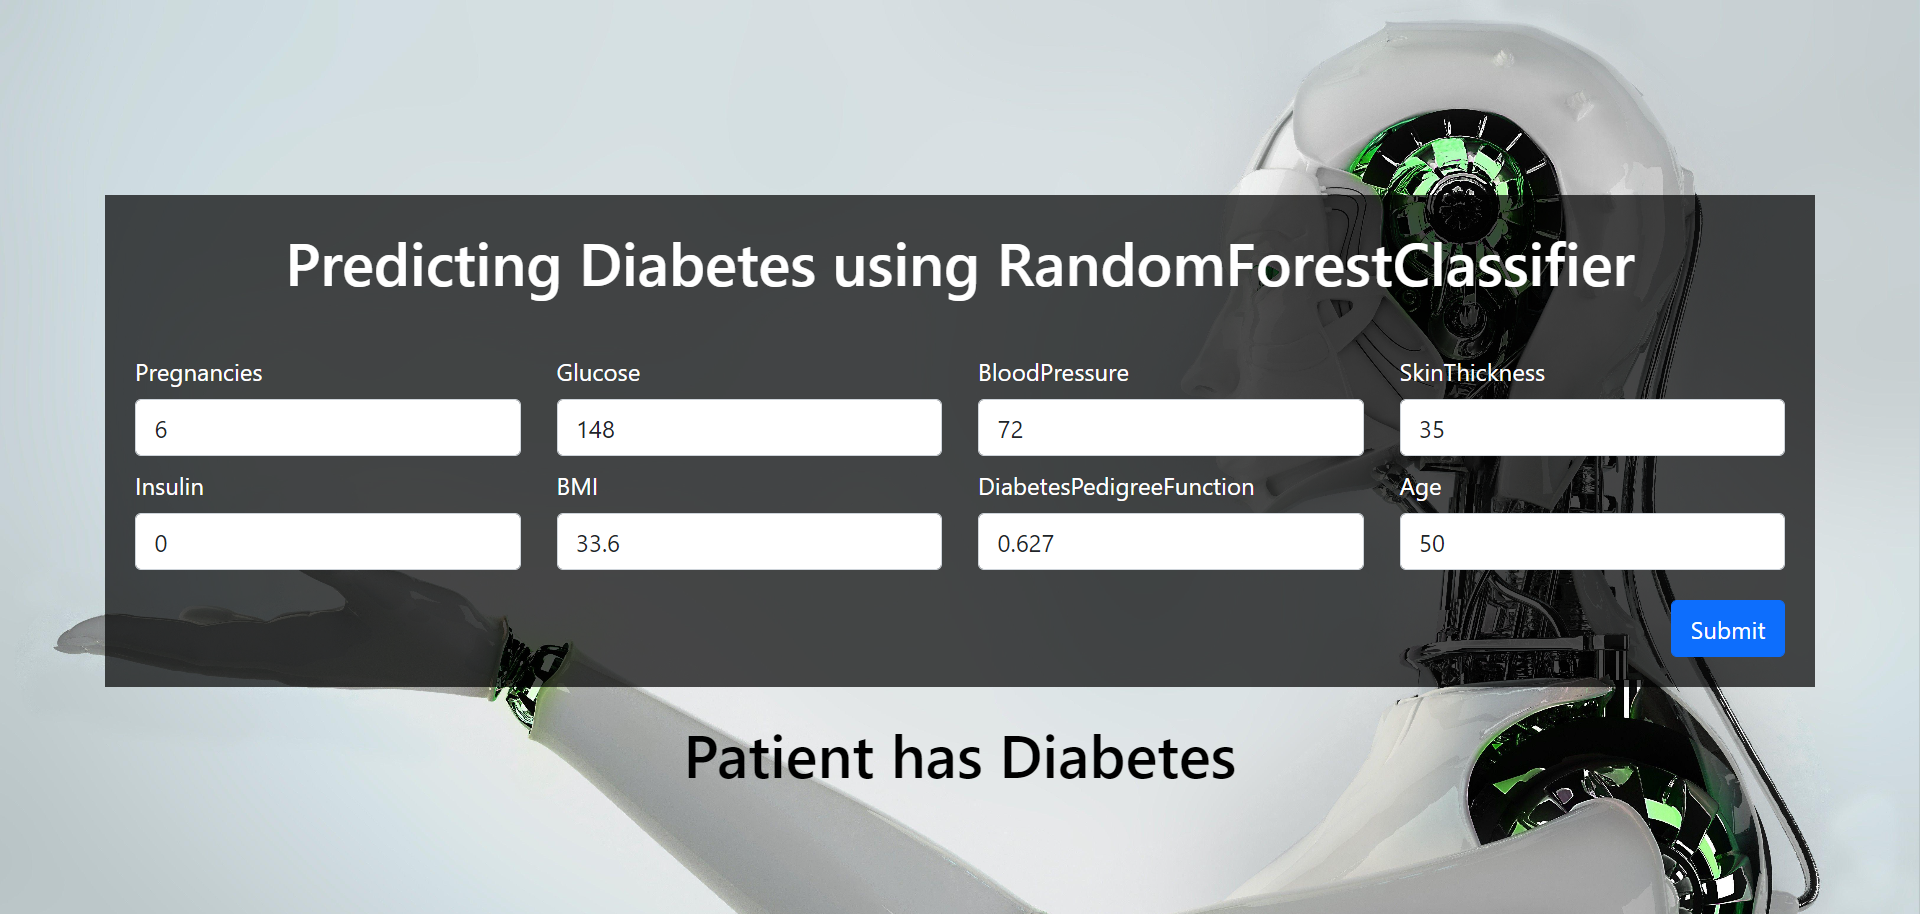 Predicting Diabetes using RandomForestClassifier
Pregnancies Glucose BloodPressure SkinThickness
6 148 72 35
Insulin BMI DiabetesPedigreeFunction Age
0 33.6 0.627 50
Submit
Patient has Diabetes